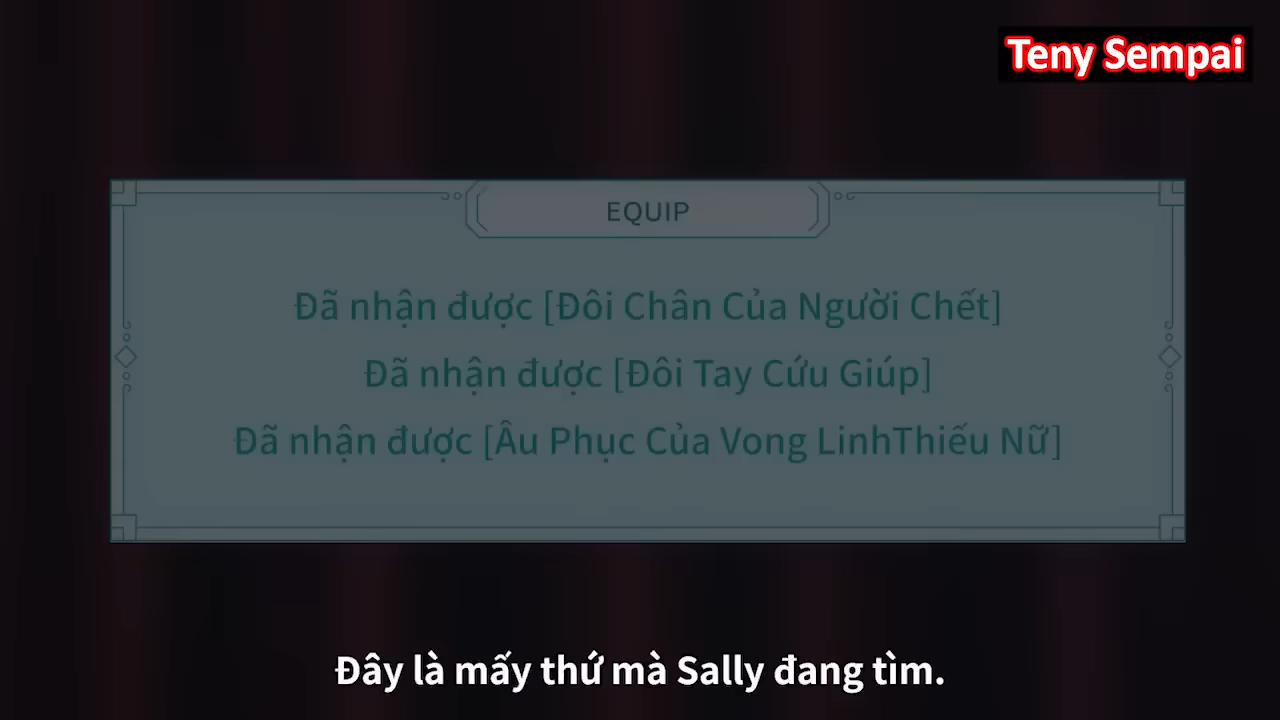 Teny Sempai
EQUIP
Đã nhận được [Đôi Chân Của Người Chết]
Đã nhận được [Đôi Tay Cứu Giúp]
Đã nhận được [Âu Phục Của Vong LinhThiếu Nữ]
Đây là mấy thứ mà Sally đang tìm.